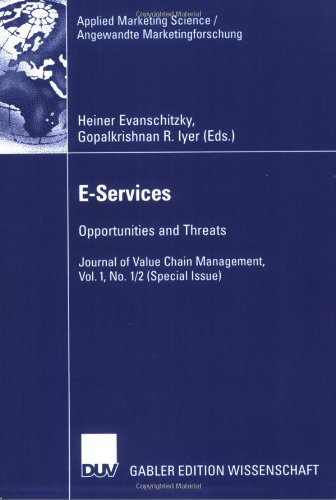 Applied Marketing Science /
Angewandte Marketingforschung
Heiner Evanschitzky,
Gopalkrishnan R. Iyer (Eds.)
E-Services
Opportunities and Threats
Journal of Value Chain Management,
Vol. 1, No. 1/2 (Special Issue)
DUV
GABLER EDITION WISSENSCHAFT